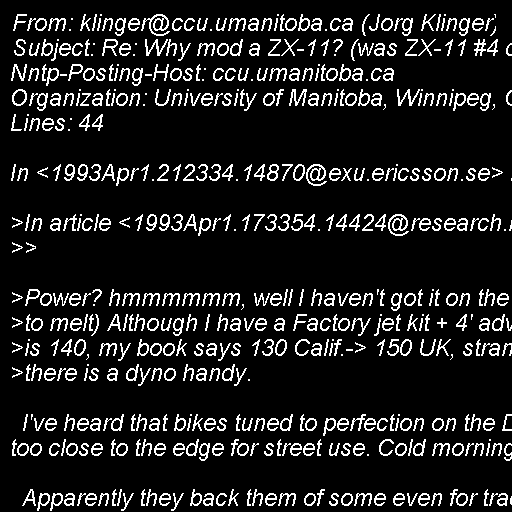 From: klinger@ccu.umanitoba.ca (Jorg Klinger)
Subject: Re: Why mod a ZX-11? (was ZX-11 #4
Nntp-Posting-Host: ccu.umanitoba.ca
Organization: University of Manitoba, Winnipeg,
Lines: 44
In <1993Apr1.212334.14870@exu.ericsson.se>
>In article <1993Apr1.173354.14424@research.
>>
>Power? hmmmmmm, well I haven't got it on the
>to melt) Although I have a Factory jet kit + 4' adv
>is 140, my book says 130 Calif.-> 150 UK, stran
>there is a dyno handy.
I've heard that bikes tuned to perfection on the
too close to the edge for street use. Cold morning
Apparently they back them of some even for trac